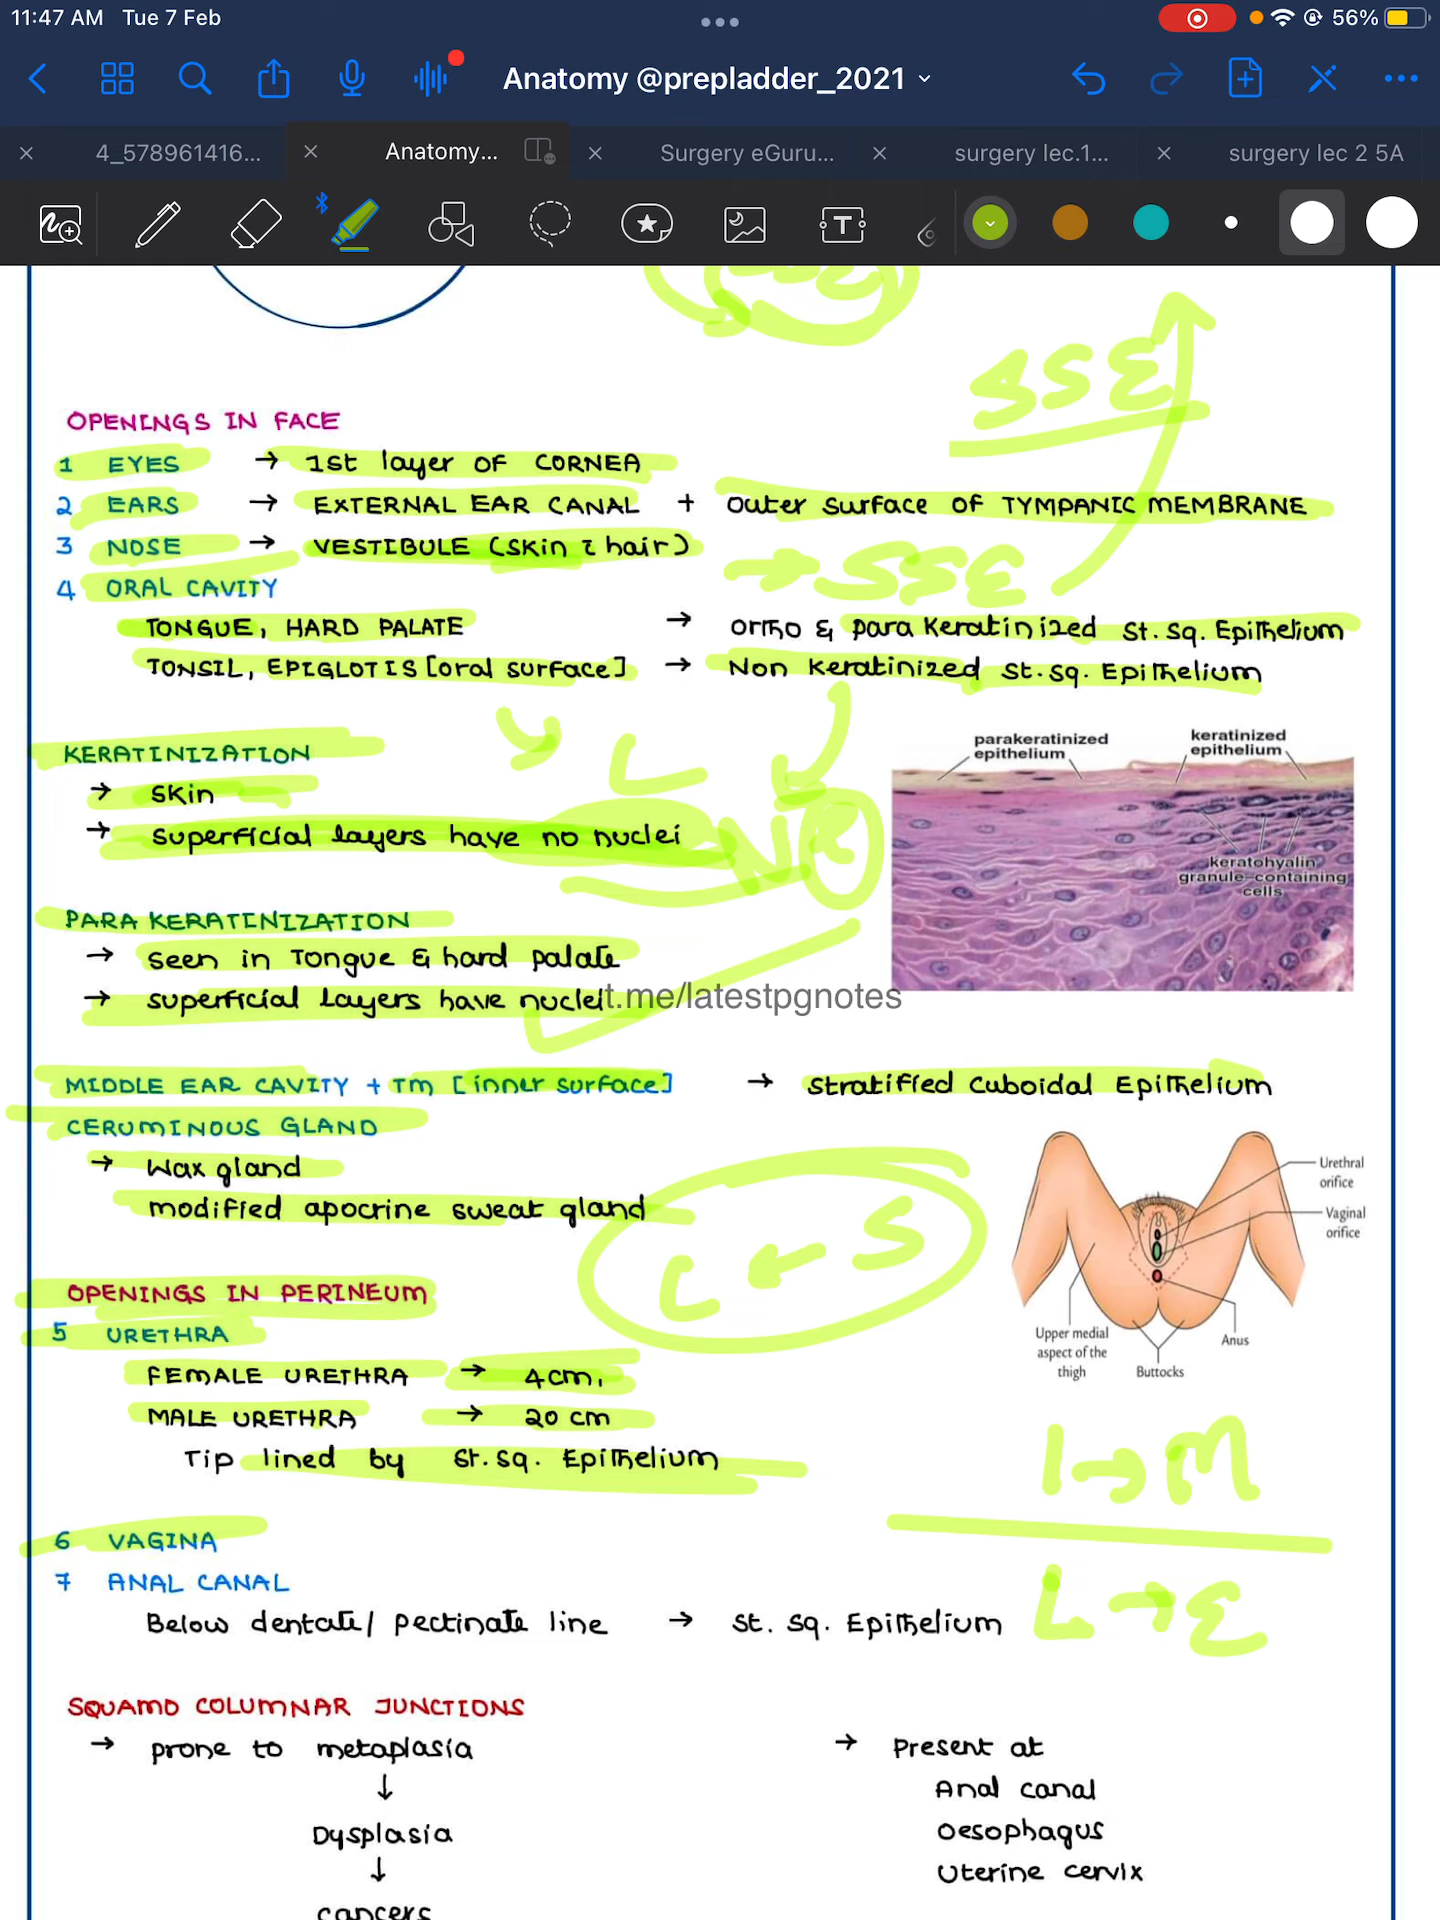 11:47 AM Tue 7 Feb
56%
Anatomy @prepladder_2021
4_578961416...
Anatomy...
Surgery eGuru...
surgery lec.1...
surgery lec 2 5A
SSE
OPENINGS IN FACE
1 EYES → 1st layer OF CORNEA
2 EARS → EXTERNAL EAR CANAL + Outer surface OF TYMPANIC MEMBRANE
3 NOSE → VESTIBULE (skin c hair)
→ SSE
4 ORAL CAVITY
TONGUE, HARD PALATE → ortho & para keratinized st. sq. Epithelium
TONSIL, EPIGLOTIS [oral surface] → Non keratinized st. sq. Epithelium
KERATINIZATION
→ skin
→ superficial layers have no nuclei
parakeratinized epithelium
keratinized epithelium
keratohyalin granule-containing cells
PARA KERATINIZATION
→ seen in Tongue & hard palate
→ superficial layers have nuclei
t.me/latestpgnotes
MIDDLE EAR CAVITY + TM [inner surface] → stratified cuboidal Epithelium
CERUMINOUS GLAND
→ Wax gland
modified apocrine sweat gland
C ← S
Urethral orifice
Vaginal orifice
Upper medial aspect of the thigh
Buttocks
Anus
OPENINGS IN PERINEUM
5 URETHRA
FEMALE URETHRA → 4cm,
MALE URETHRA → 20 cm
Tip lined by st. sq. Epithelium
I → M
6 VAGINA
7 ANAL CANAL
Below dentate/ pectinate line → st. sq. Epithelium
L → E
SQUAMO COLUMNAR JUNCTIONS
→ prone to metaplasia
↓
Dysplasia
↓
cancers
→ present at
Anal canal
Oesophagus
Uterine cervix